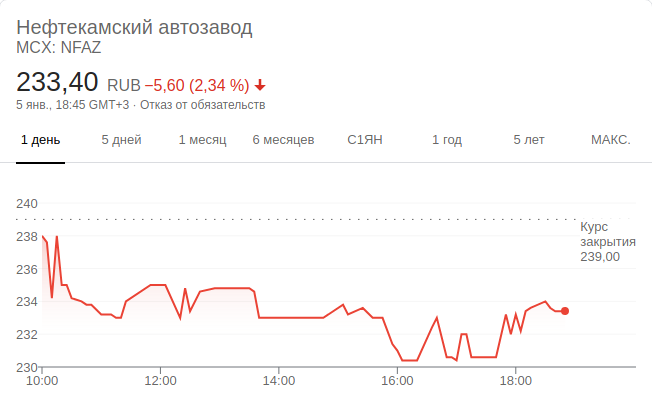 Нефтекамский автозавод
MCX: NFAZ
233,40 RUB −5,60 (2,34 %)
5 янв., 18:45 GMT+3 · Отказ от обязательств
1 день 5 дней 1 месяц 6 месяцев С1ЯН 1 год 5 лет МАКС.
240
238
236
234
232
230
Курс
закрытия
239,00
10:00 12:00 14:00 16:00 18:00